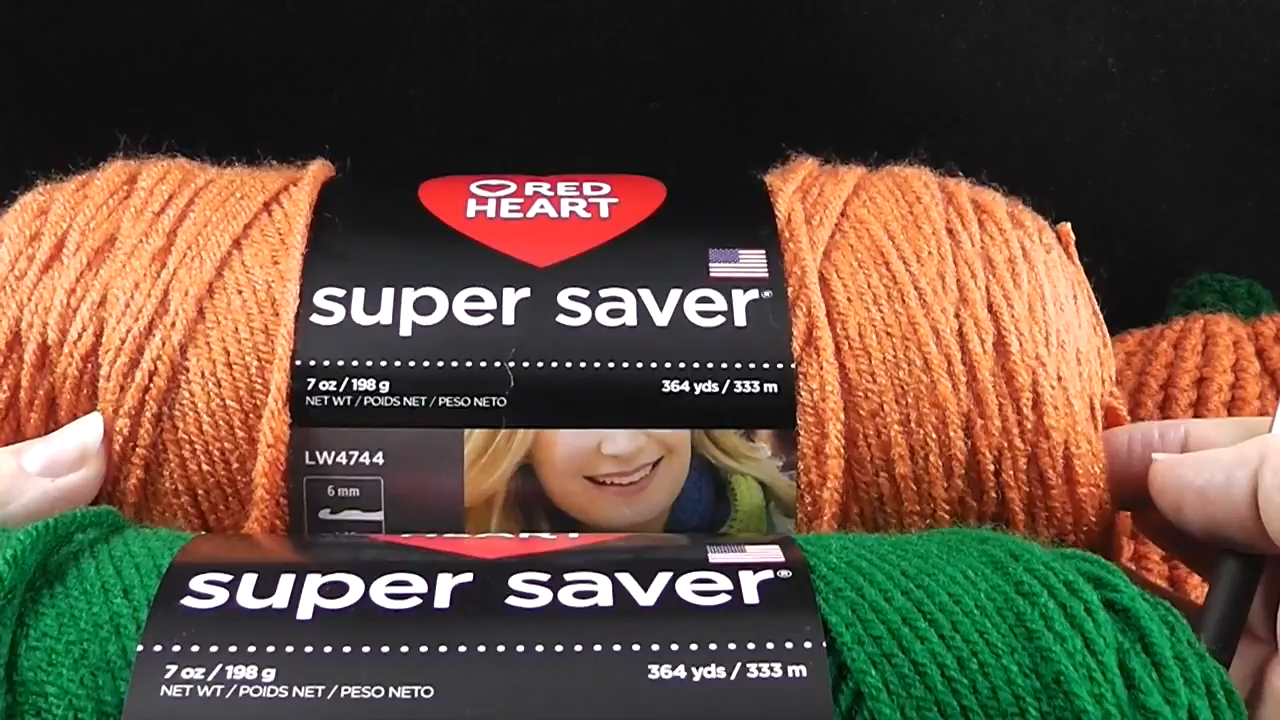 RED
HEART
super saver®
7 oz / 198 g
364 yds / 333 m
NET WT / POIDS NET / PESO NETO
LW4744
6 mm
HEART
super saver®
7 oz / 198 g
364 yds / 333 m
NET WT / POIDS NET / PESO NETO